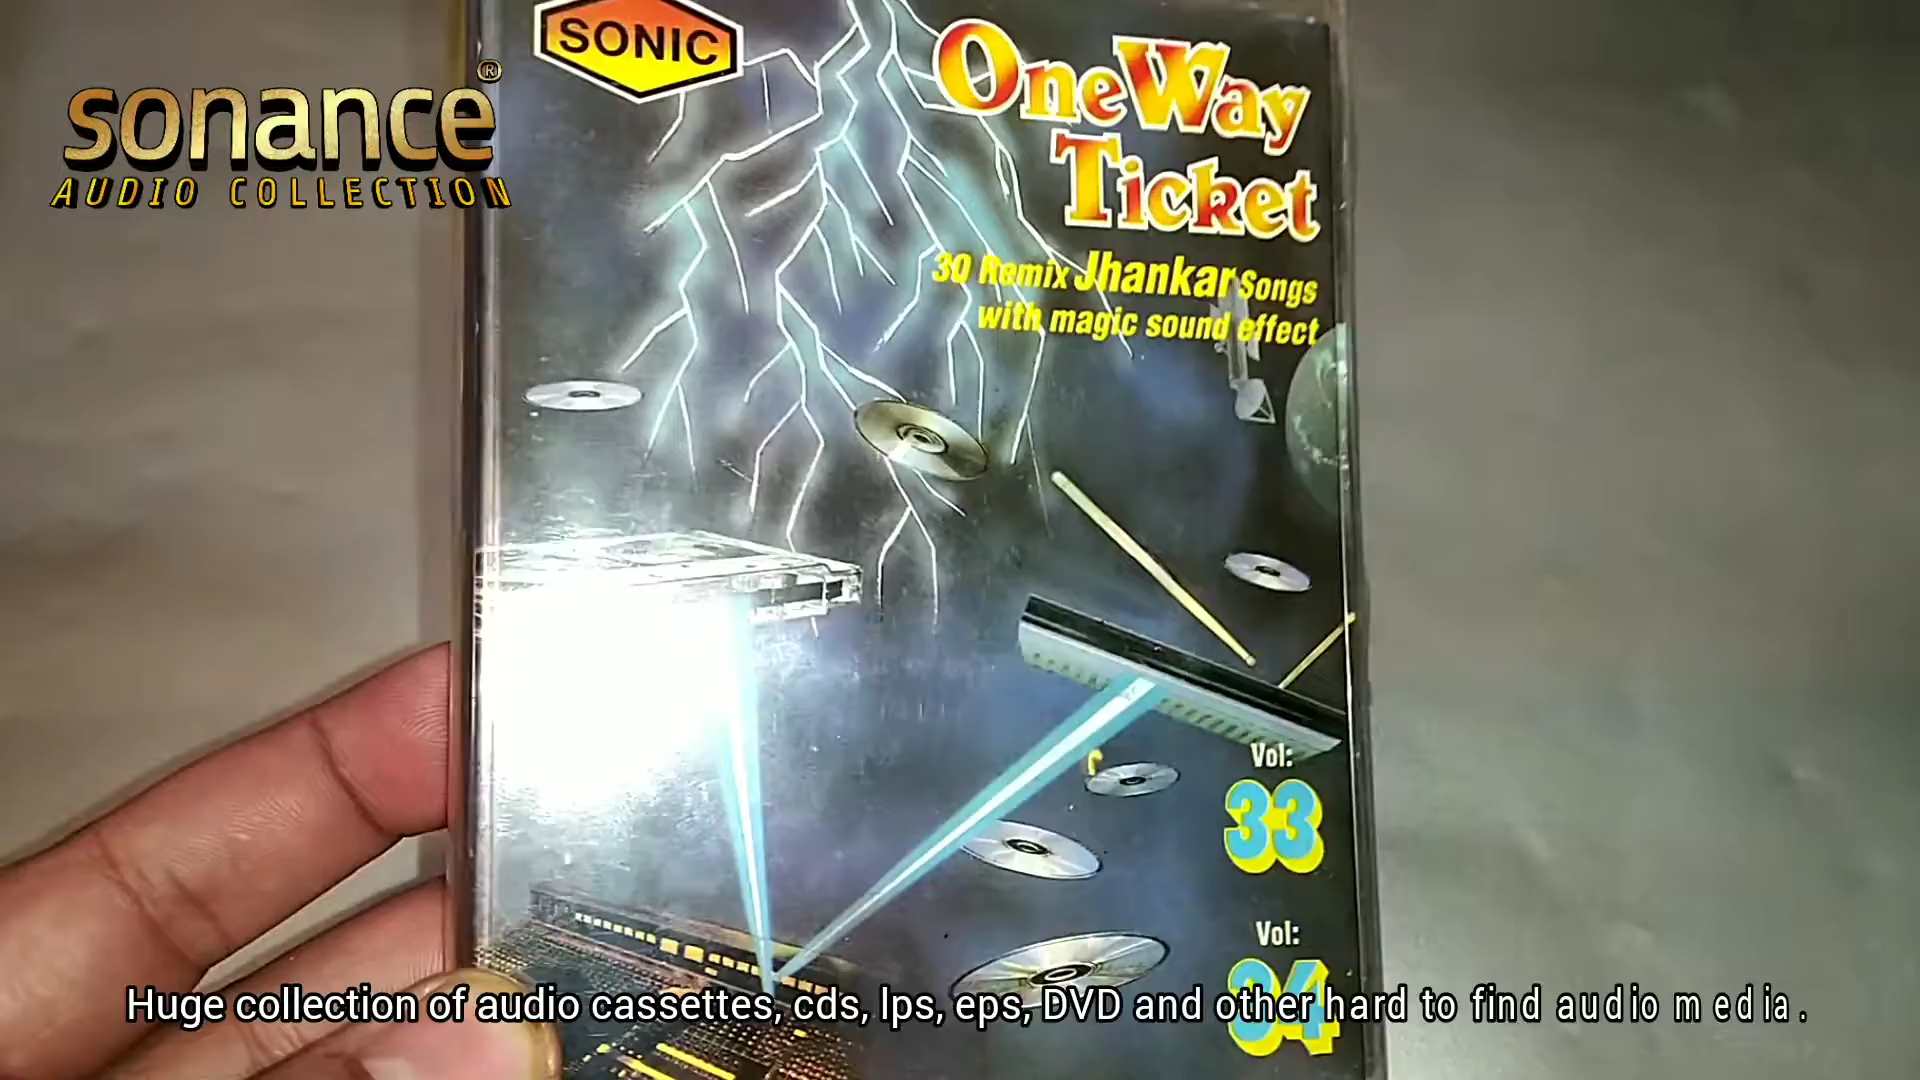 SONIC
One Way
Ticket
sonance®
AUDIO COLLECTION
30 Remix Jhankar Songs
with magic sound effect
Vol:
33
Vol:
34
Huge collection of audio cassettes, cds, lps, eps, DVD and other hard to find audio media.